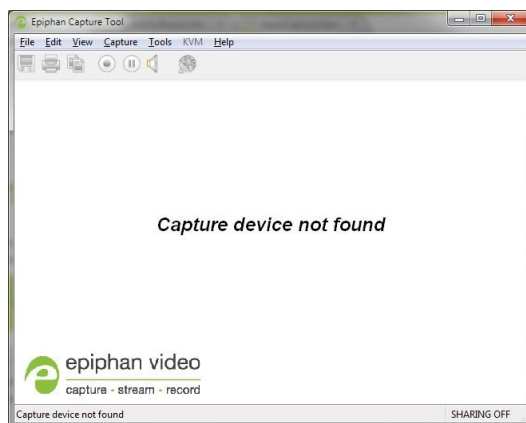 Epiphan Capture Tool
File Edit View Capture Tools KVM Help
Capture device not found
epiphan video
capture - stream - record
Capture device not found SHARING OFF